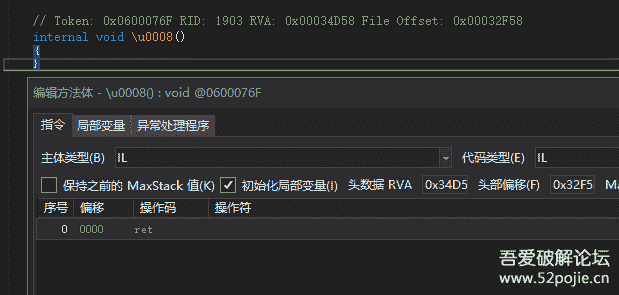 // Token: 0x0600076F RID: 1903 RVA: 0x00034D58 File Offset: 0x00032F58
internal void \u0008()
{
}
编辑方法体 - \u0008() : void @0600076F
指令 局部变量 异常处理程序
主体类型(B) IL 代码类型(E) IL
保持之前的 MaxStack 值(K) 初始化局部变量(I) 头数据 RVA 0x34D5 头部偏移(F) 0x32F5 Ma
序号 偏移 操作码 操作符
0 0000 ret
吾爱破解论坛
www.52pojie.cn